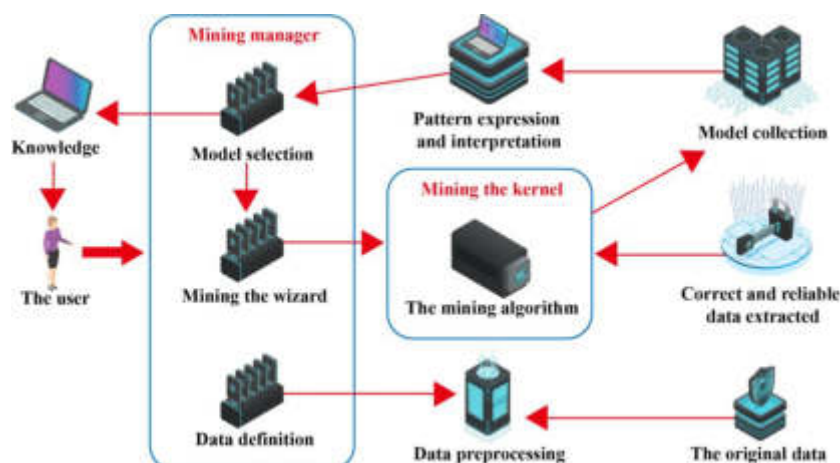 Mining manager
Knowledge
Model selection
Pattern expression
and interpretation
Model collection
Mining the kernel
The user
Mining the wizard
The mining algorithm
Correct and reliable
data extracted
Data definition
Data preprocessing
The original data